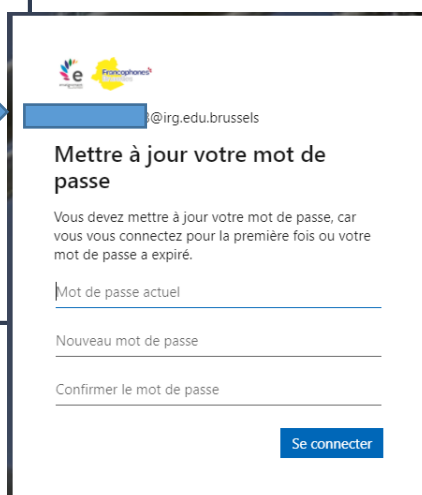 e
Francophones
@irg.edu.brussels
Mettre à jour votre mot de
passe
Vous devez mettre à jour votre mot de passe, car
vous vous connectez pour la première fois ou votre
mot de passe a expiré.
Mot de passe actuel
Nouveau mot de passe
Confirmer le mot de passe
Se connecter